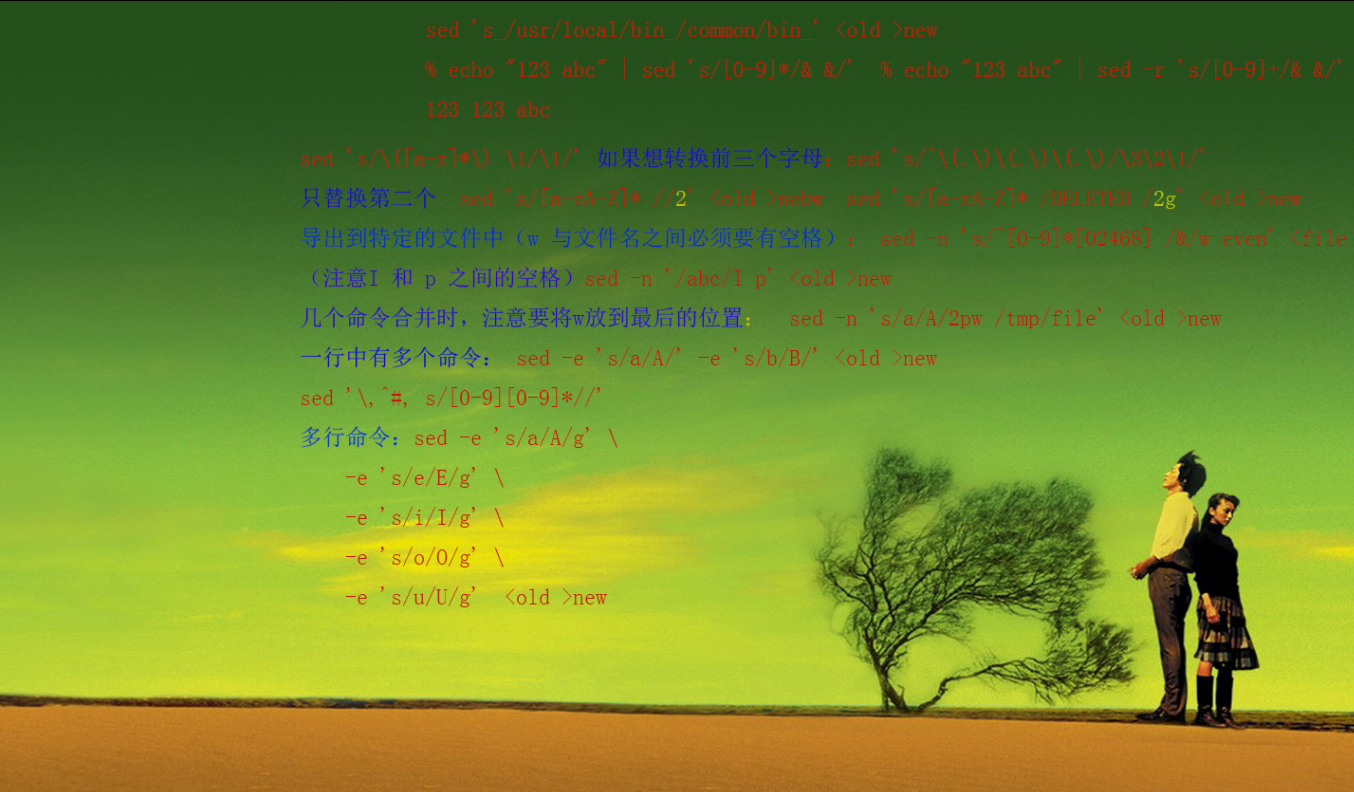 sed 's_/usr/local/bin_/common/bin_' <old >new
% echo "123 abc" | sed 's/[0-9]*/& &/'  % echo "123 abc" | sed -r 's/[0-9]+/& &/'
123 123 abc
sed 's/\([a-z]*\) \1/\1/' 如果想转换前三个字母：sed 's/^\(.\)\(.\)\(.\)/\3\2\1/'
只替换第二个 sed 's/[a-zA-Z]* //2' <old >newbw  sed 's/[a-zA-Z]* /DELETED /2g' <old >new
导出到特定的文件中（w 与文件名之间必须要有空格）： sed -n 's/^[0-9]*[02468] /&/w even' <file
（注意I 和 p 之间的空格）sed -n '/abc/I p' <old >new
几个命令合并时，注意要将w放到最后的位置：  sed -n 's/a/A/2pw /tmp/file' <old >new
一行中有多个命令： sed -e 's/a/A/' -e 's/b/B/' <old >new
sed '\,^#, s/[0-9][0-9]*//'
多行命令：sed -e 's/a/A/g' \
-e 's/e/E/g' \
-e 's/i/I/g' \
-e 's/o/O/g' \
-e 's/u/U/g'  <old >new